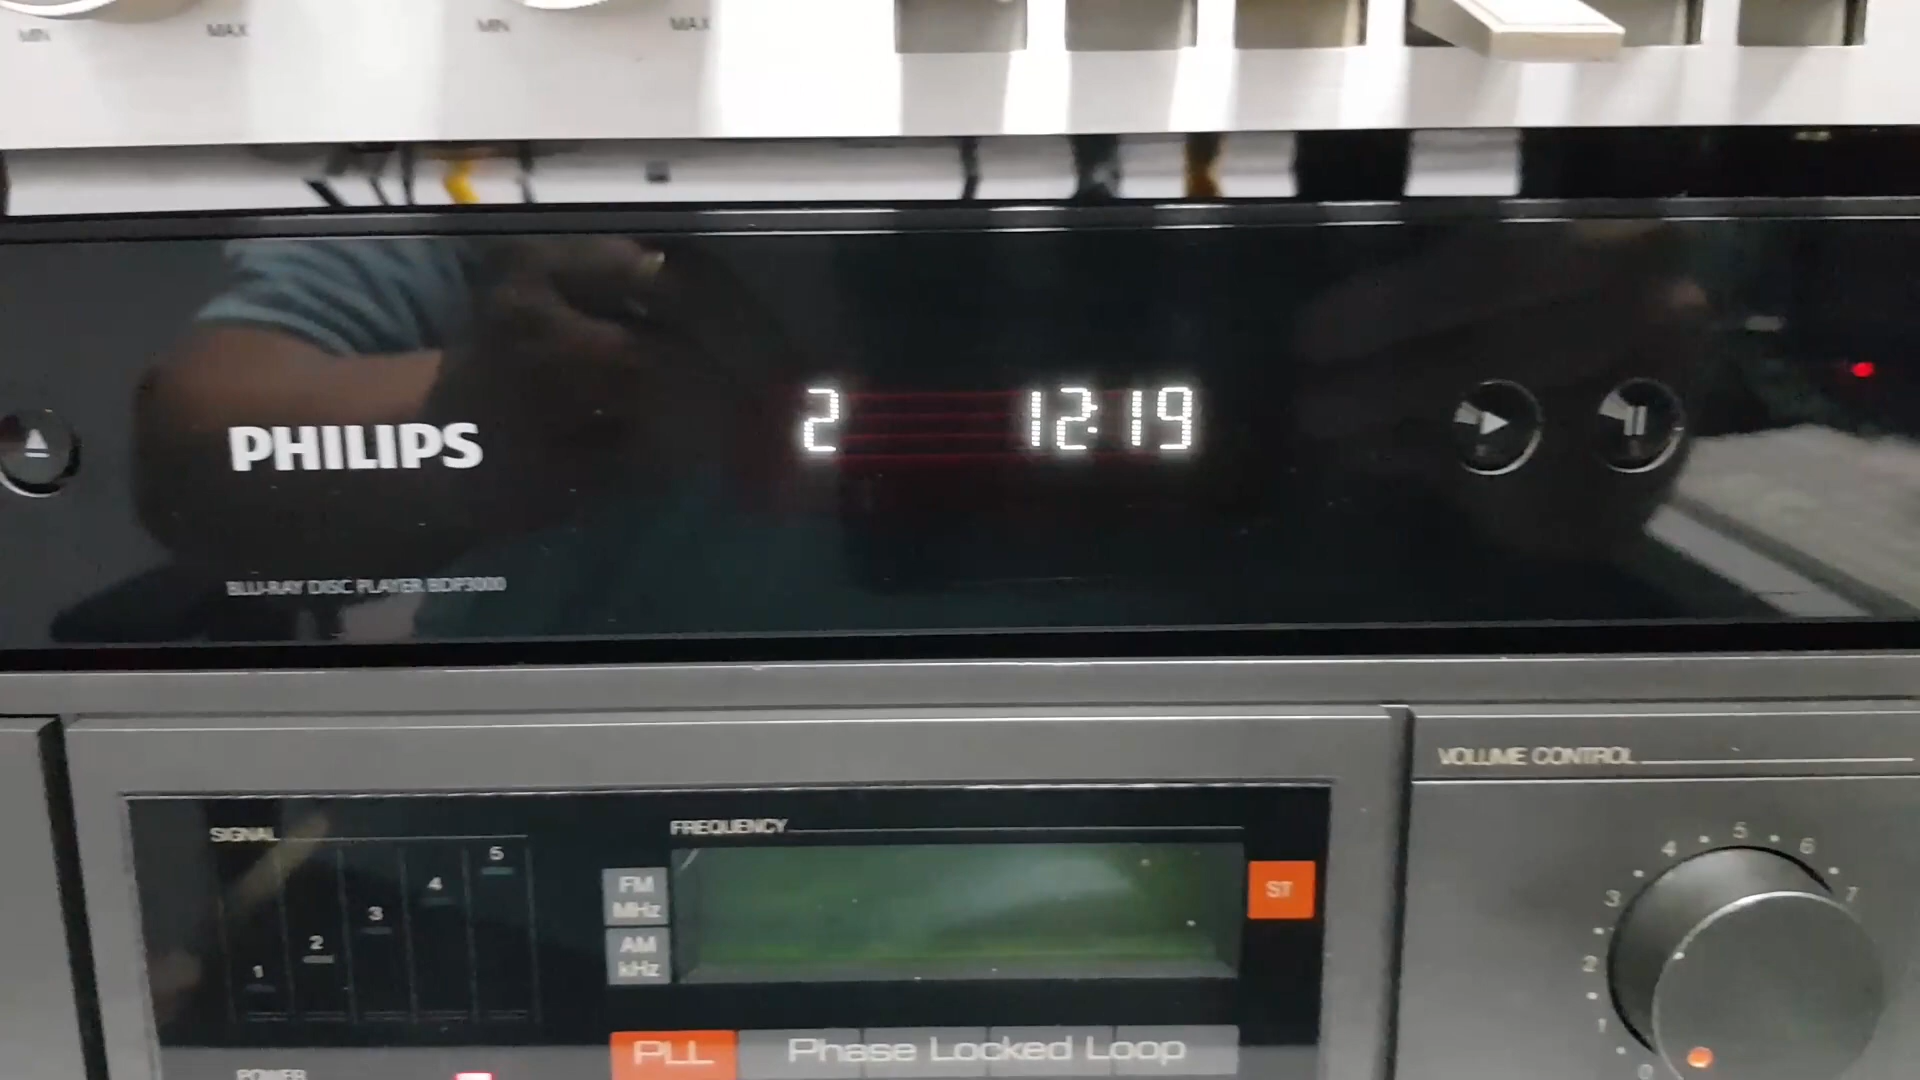 MIN MAX MIN MAX
2 12:19
PHILIPS
BLU-RAY DISC PLAYER BDP3000
VOLUME CONTROL
SIGNAL
1 2 3 4 5
FREQUENCY
FM
MHz
AM
kHz
ST
PLL Phase Locked Loop
POWER
0 1 2 3 4 5 6 7